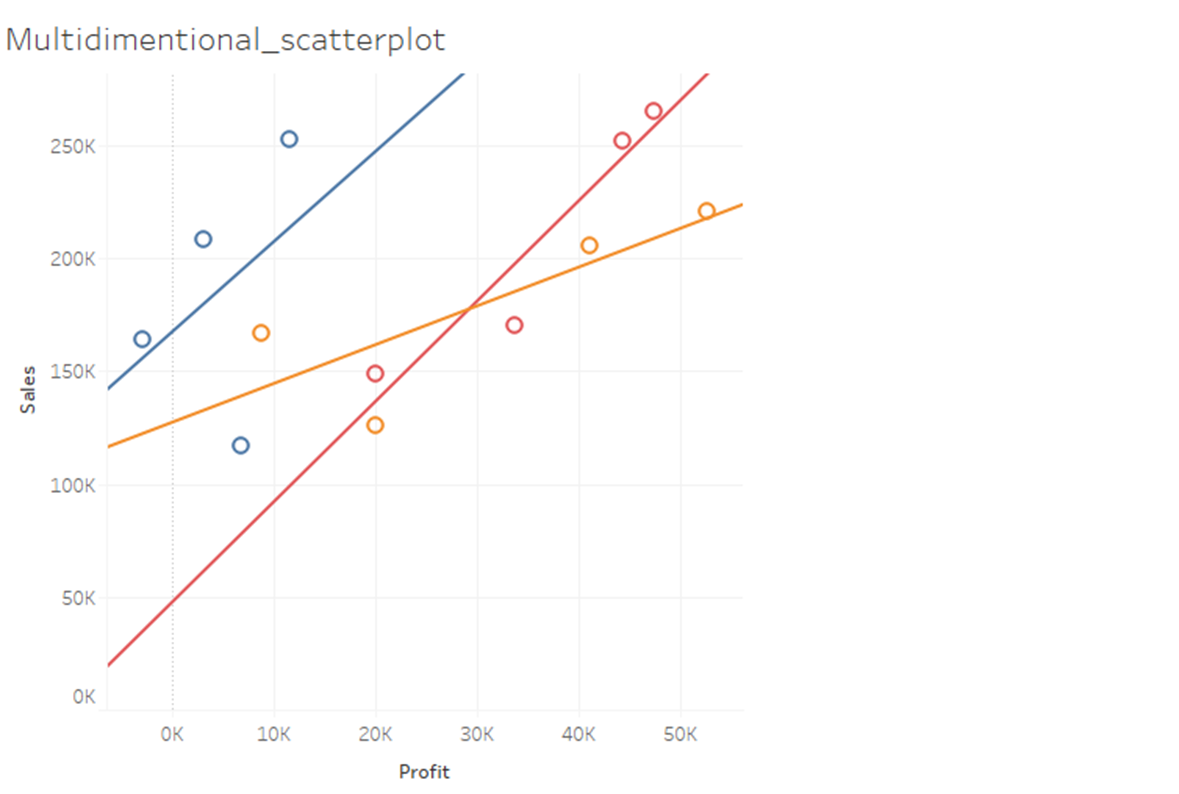 Multidimentional_scatterplot
250K
200K
150K
100K
50K
0K
Sales
0K 10K 20K 30K 40K 50K
Profit